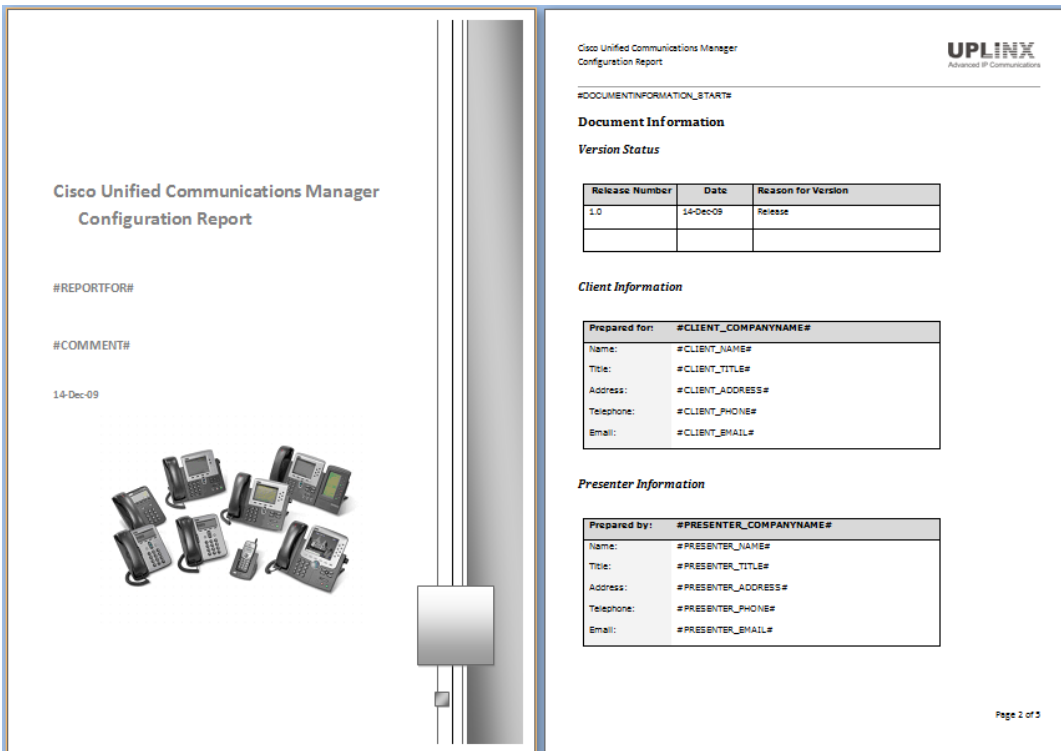 Cisco Unified Communications Manager
Configuration Report
#REPORTFOR#
#COMMENT#
14-Dec-09
Cisco Unified Communications Manager
Configuration Report
UPLINX
Advanced IP Communications
#DOCUMENTINFORMATION_START#
Document Information
Version Status
Release Number Date Reason for Version
1.0 14-Dec-09 Release
Client Information
Prepared for: #CLIENT_COMPANYNAME#
Name: #CLIENT_NAME#
Title: #CLIENT_TITLE#
Address: #CLIENT_ADDRESS#
Telephone: #CLIENT_PHONE#
Email: #CLIENT_EMAIL#
Presenter Information
Prepared by: #PRESENTER_COMPANYNAME#
Name: #PRESENTER_NAME#
Title: #PRESENTER_TITLE#
Address: #PRESENTER_ADDRESS#
Telephone: #PRESENTER_PHONE#
Email: #PRESENTER_EMAIL#
Page 2 of 5